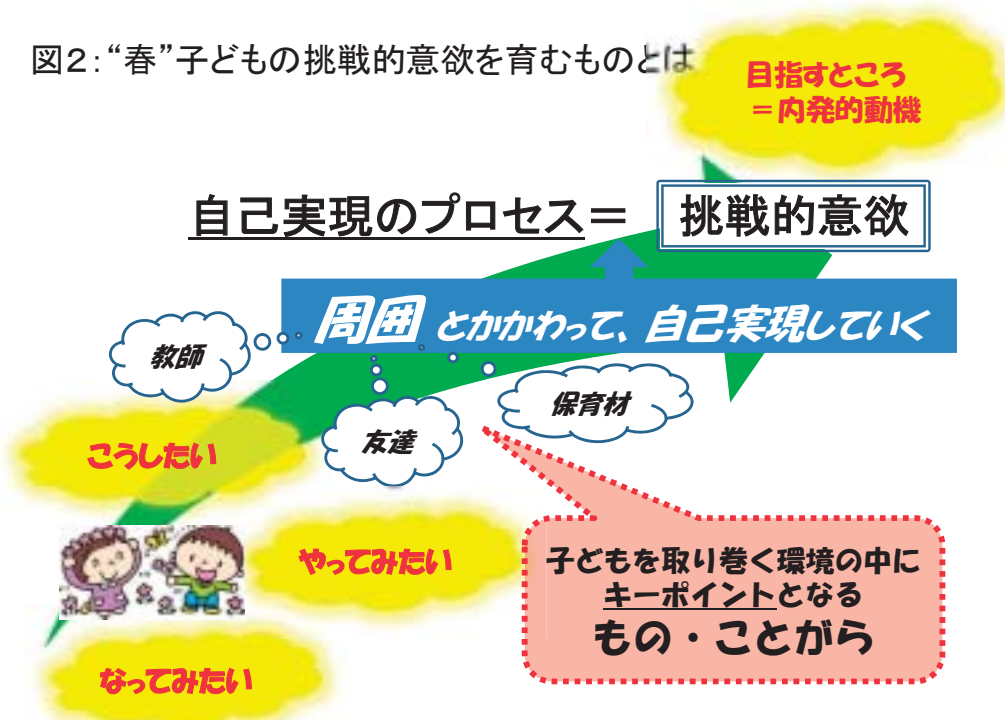 図2:“春”子どもの挑戦的意欲を育むものとは
目指すところ
=内発的動機
自己実現のプロセス= 挑戦的意欲
周囲とかかわって、自己実現していく
教師
友達
保育材
こうしたい
やってみたい
なってみたい
子どもを取り巻く環境の中に
キーポイントとなる
もの・ことがら